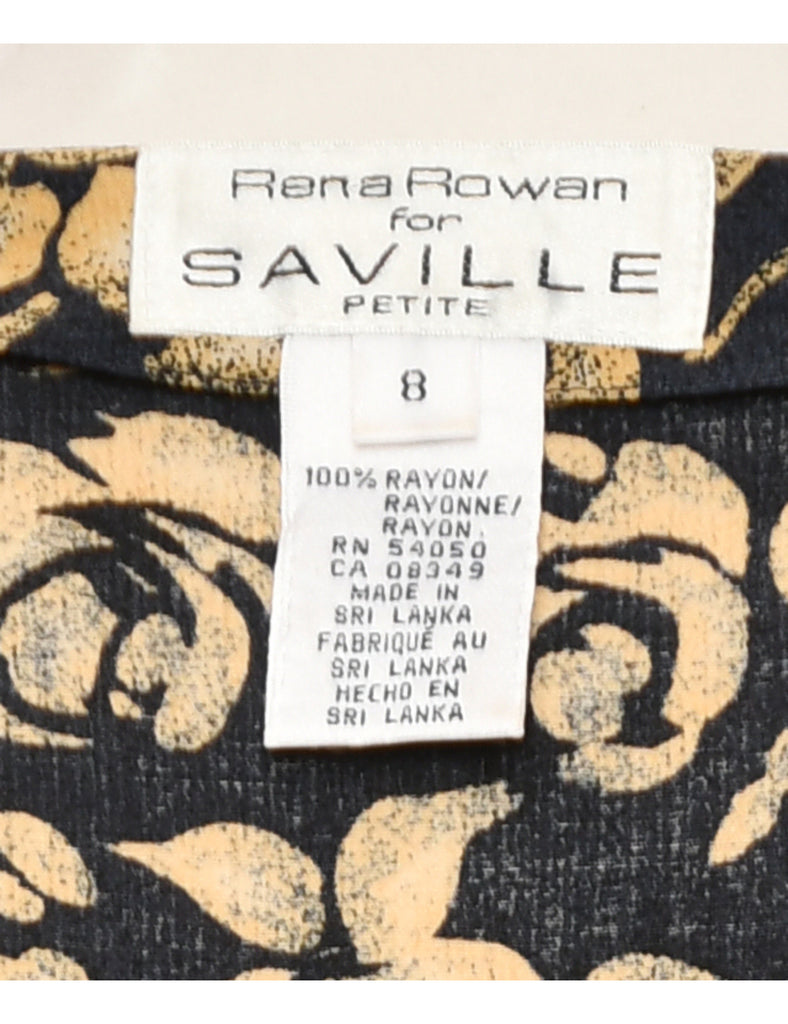 Rena Rowan
for
SAVILLE
PETITE
8
100% RAYON/
RAYONNE/
RAYON.
RN 54050
CA 08349
MADE IN
SRI LANKA
FABRIQUÉ AU
SRI LANKA
HECHO EN
SRI LANKA